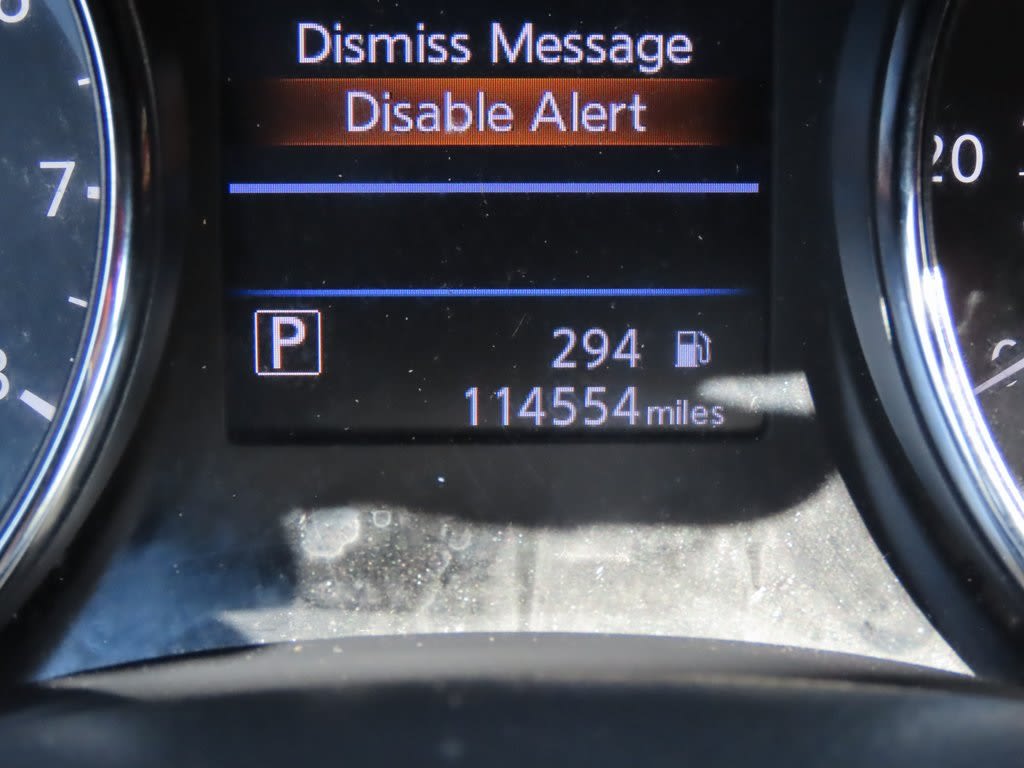 Dismiss Message
Disable Alert
7
20
P
294
114554 miles